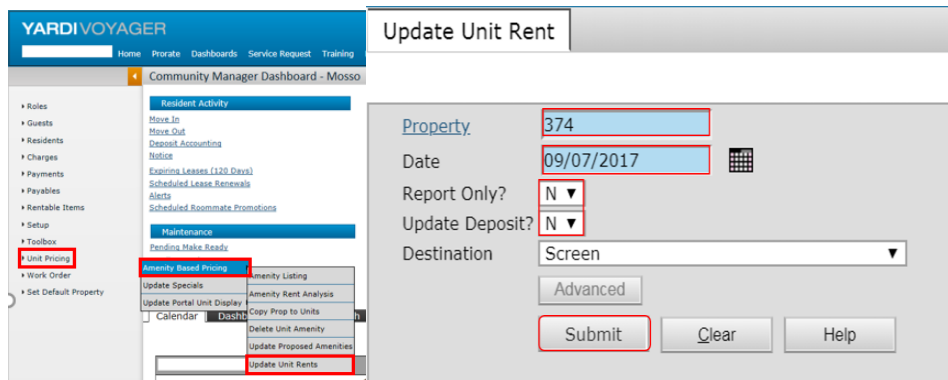 YARDI VOYAGER
Home Prorate Dashboards Service Request Training
Community Manager Dashboard - Mosso
Roles
Guests
Residents
Charges
Payments
Payables
Rentable Items
Setup
Toolbox
Unit Pricing
Work Order
Set Default Property
Resident Activity
Move In
Move Out
Deposit Accounting
Notice
Expiring Leases (120 Days)
Scheduled Lease Renewals
Alerts
Scheduled Roommate Promotions
Maintenance
Pending Make Ready
Amenity Based Pricing
Update Specials
Update Portal Unit Display
Amenity Listing
Amenity Rent Analysis
Copy Prop to Units
Delete Unit Amenity
Update Proposed Amenities
Update Unit Rents
Calendar
Update Unit Rent
Property 374
Date 09/07/2017
Report Only? N
Update Deposit? N
Destination Screen
Advanced
Submit Clear Help